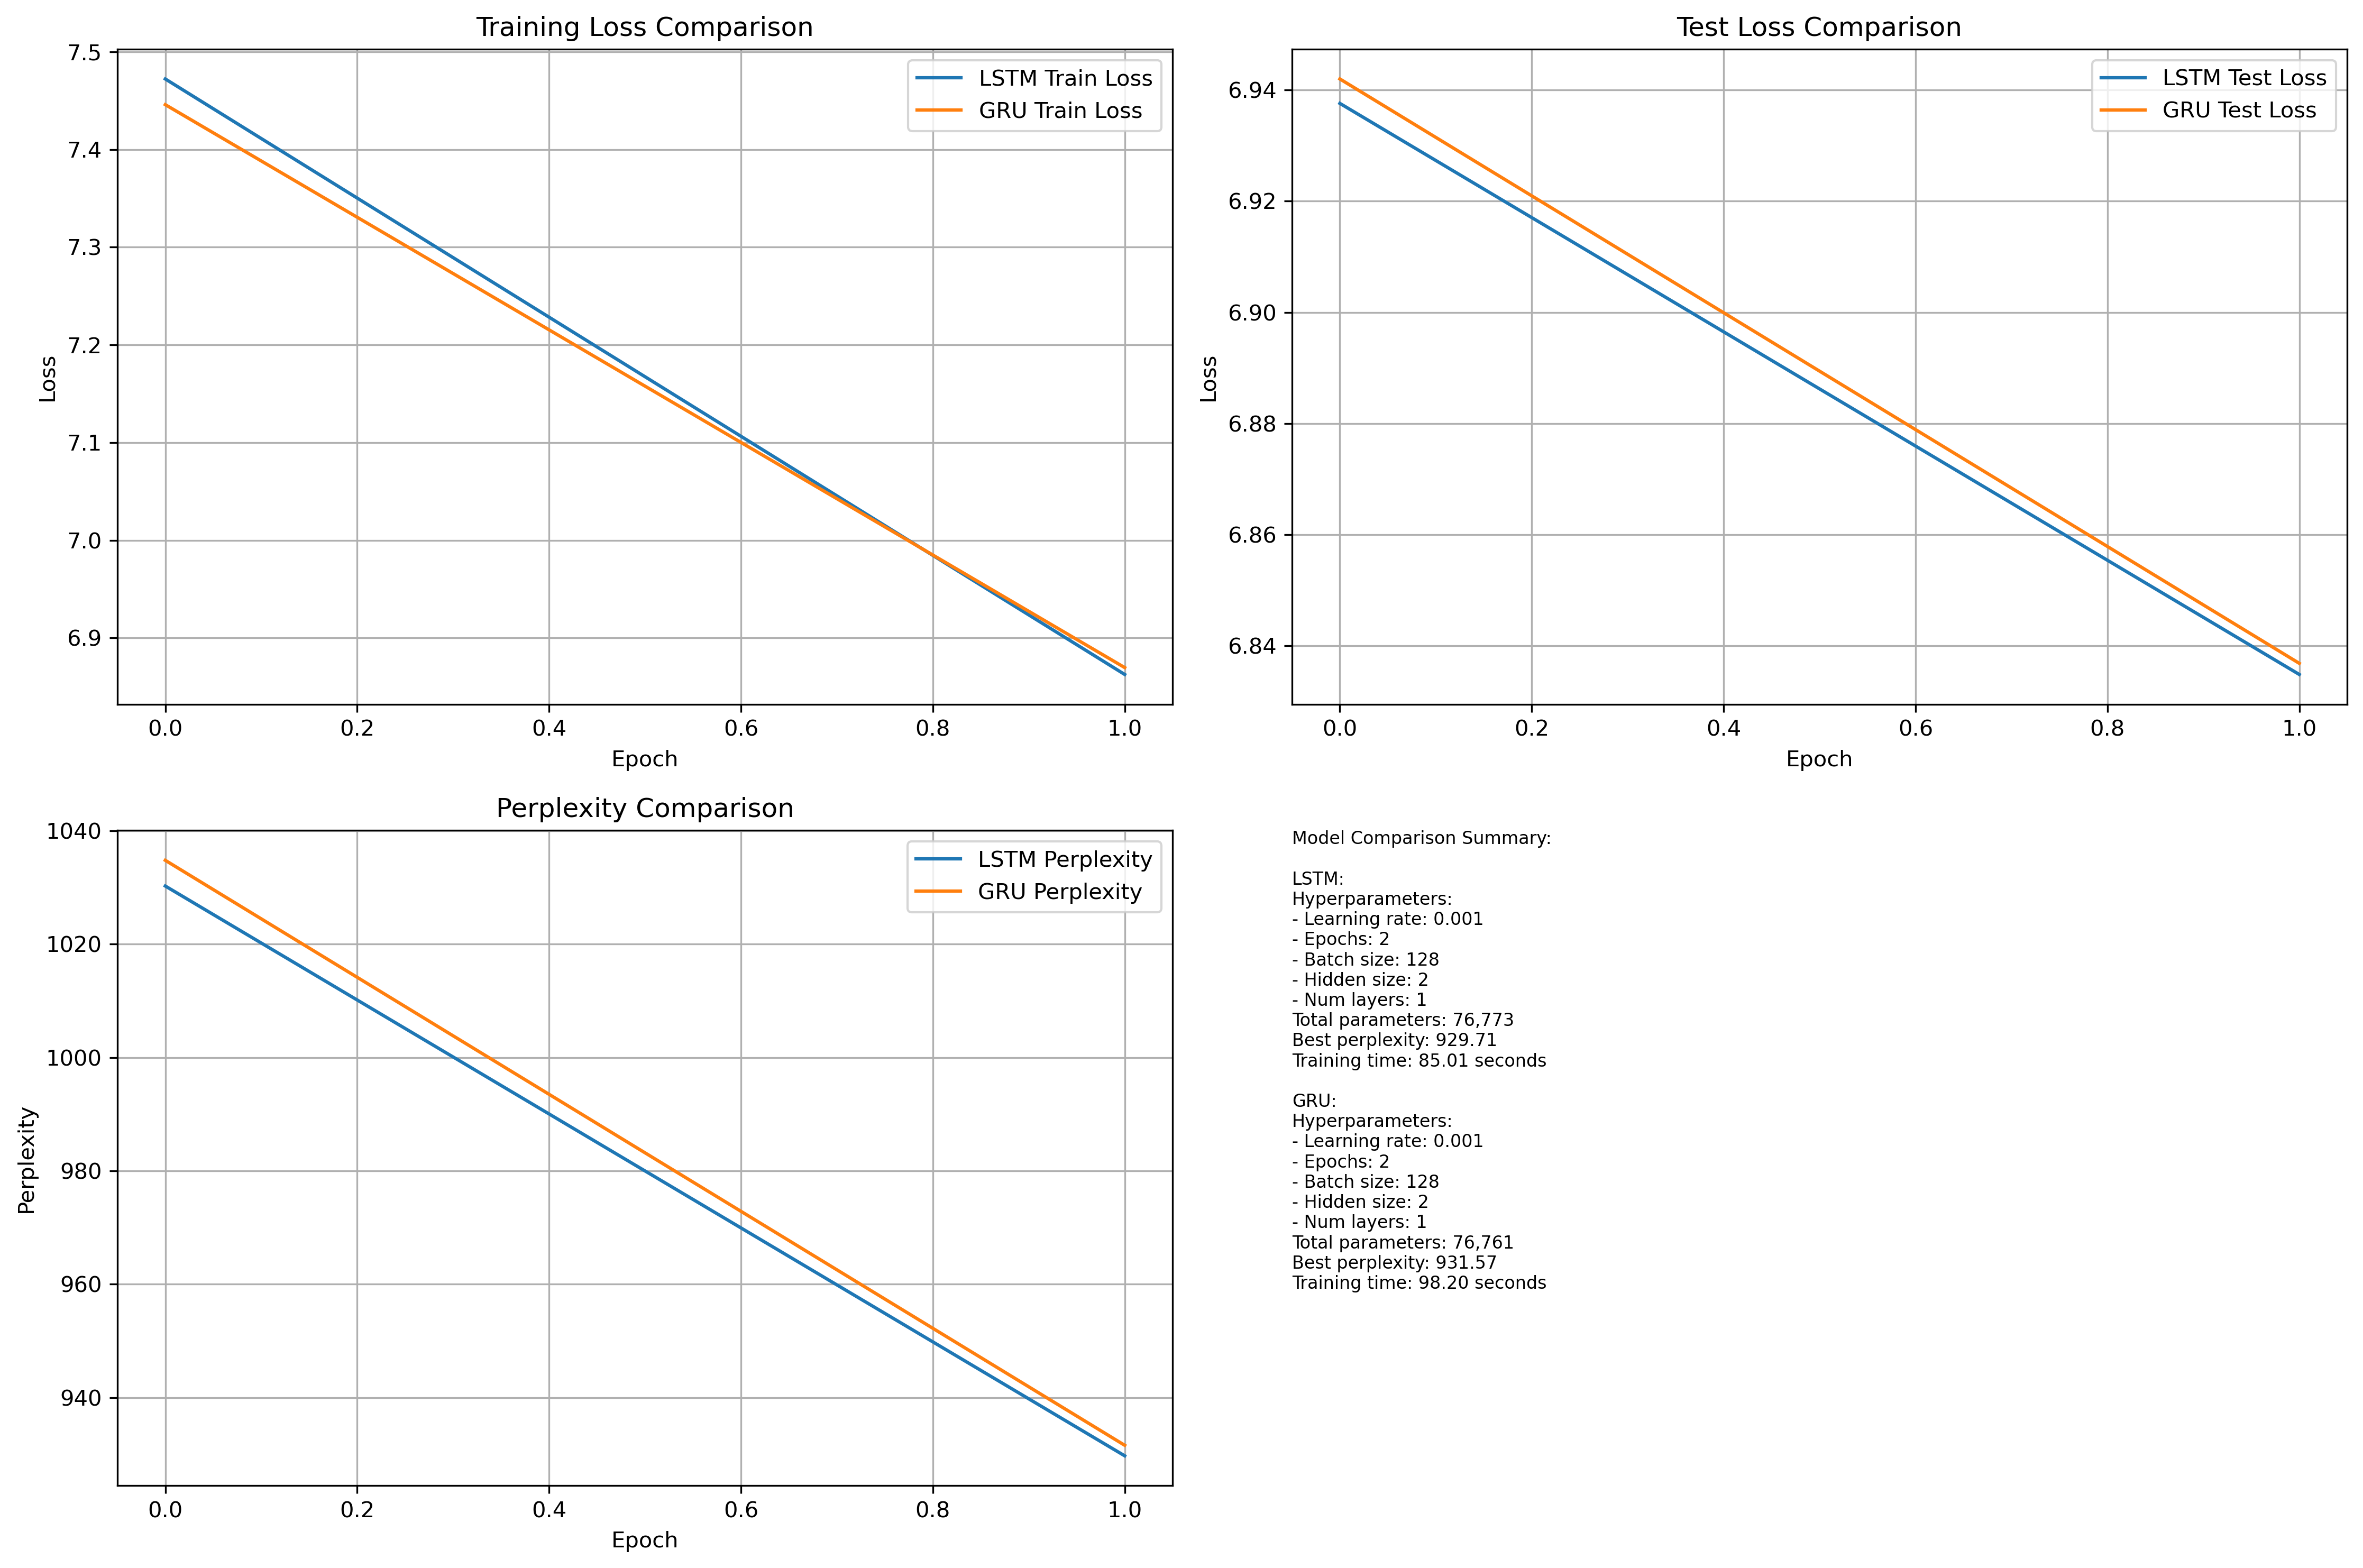 Training Loss Comparison
7.5
7.4
7.3
7.2
7.1
7.0
6.9
Loss
LSTM Train Loss
GRU Train Loss
0.0 0.2 0.4 0.6 0.8 1.0
Epoch
Test Loss Comparison
6.94
6.92
6.90
6.88
6.86
6.84
Loss
LSTM Test Loss
GRU Test Loss
0.0 0.2 0.4 0.6 0.8 1.0
Epoch
Perplexity Comparison
1040
1020
1000
980
960
940
Perplexity
LSTM Perplexity
GRU Perplexity
0.0 0.2 0.4 0.6 0.8 1.0
Epoch
Model Comparison Summary:
LSTM:
Hyperparameters:
- Learning rate: 0.001
- Epochs: 2
- Batch size: 128
- Hidden size: 2
- Num layers: 1
Total parameters: 76,773
Best perplexity: 929.71
Training time: 85.01 seconds
GRU:
Hyperparameters:
- Learning rate: 0.001
- Epochs: 2
- Batch size: 128
- Hidden size: 2
- Num layers: 1
Total parameters: 76,761
Best perplexity: 931.57
Training time: 98.20 seconds